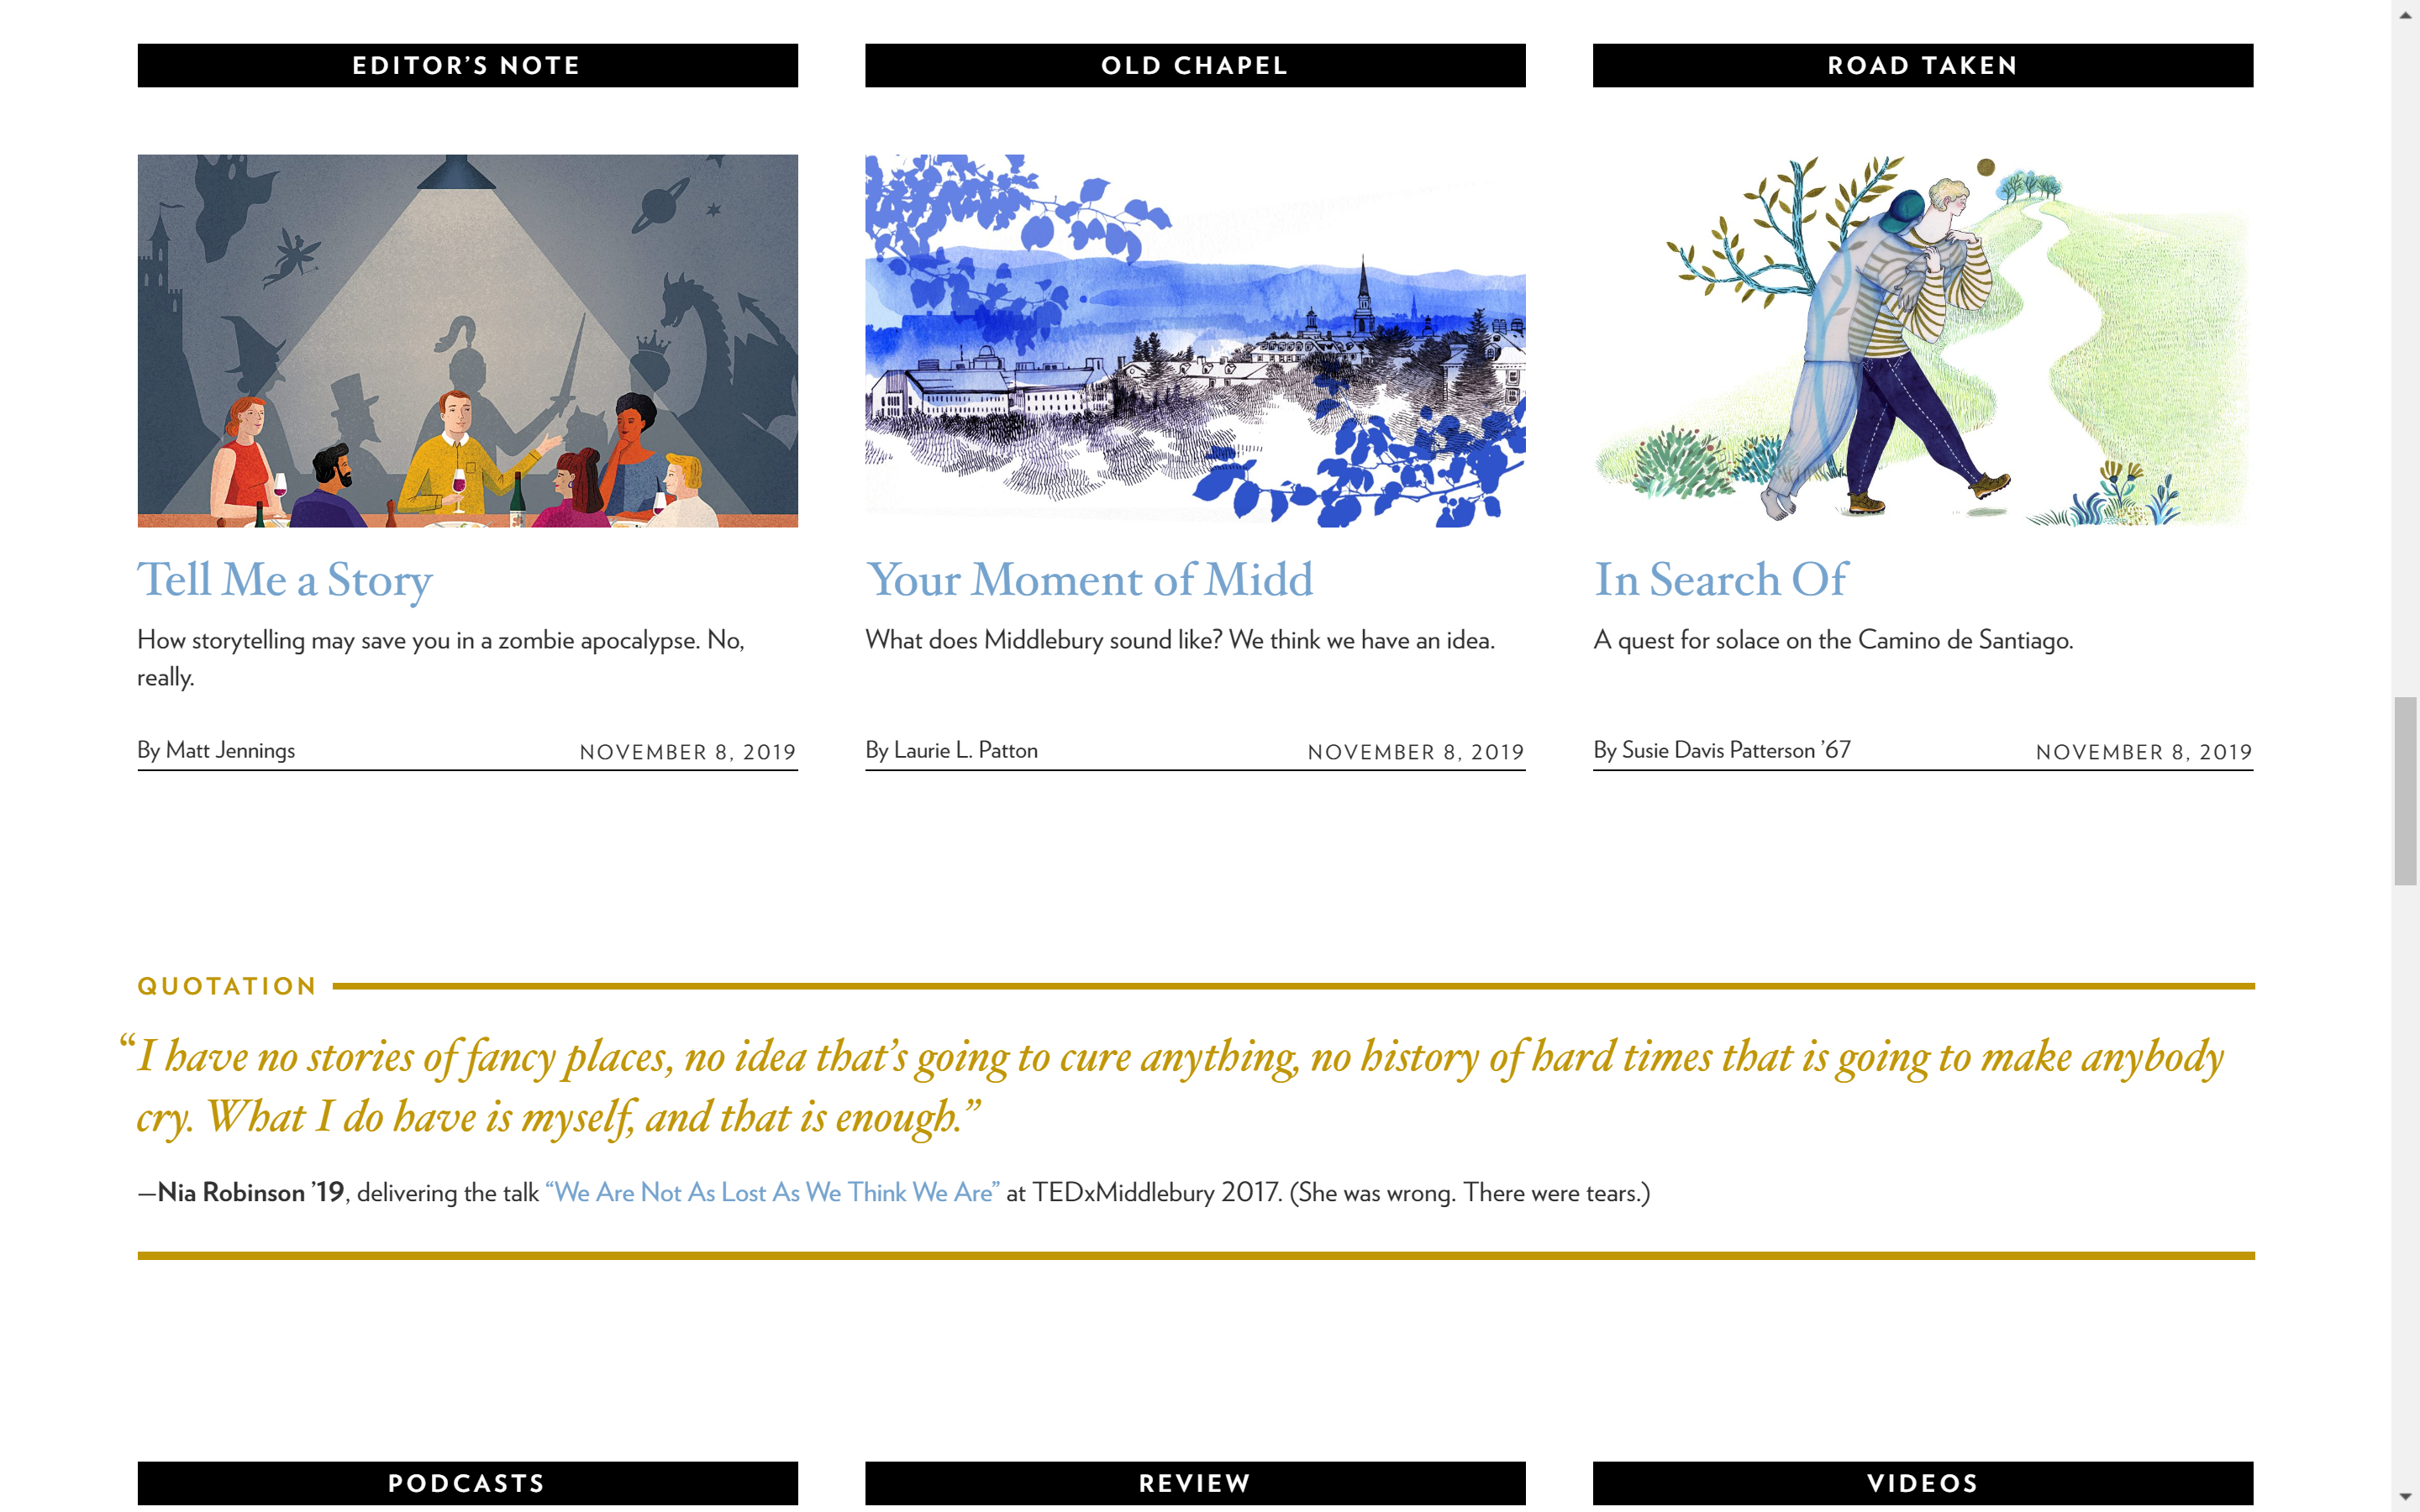 EDITOR’S NOTE
OLD CHAPEL
ROAD TAKEN
Tell Me a Story
How storytelling may save you in a zombie apocalypse. No,
really.
By Matt Jennings
NOVEMBER 8, 2019
Your Moment of Midd
What does Middlebury sound like? We think we have an idea.
By Laurie L. Patton
NOVEMBER 8, 2019
In Search Of
A quest for solace on the Camino de Santiago.
By Susie Davis Patterson ’67
NOVEMBER 8, 2019
QUOTATION
“I have no stories of fancy places, no idea that’s going to cure anything, no history of hard times that is going to make anybody
cry. What I do have is myself, and that is enough.”
—Nia Robinson ’19, delivering the talk “We Are Not As Lost As We Think We Are” at TEDxMiddlebury 2017. (She was wrong. There were tears.)
PODCASTS
REVIEW
VIDEOS